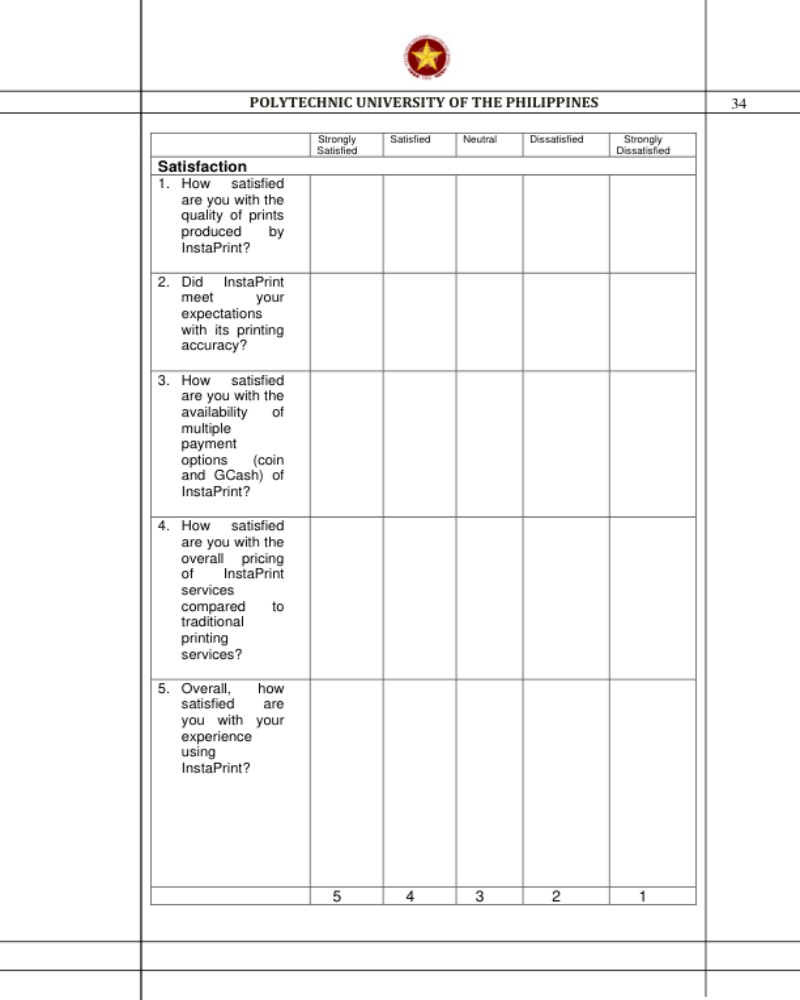 POLYTECHNIC UNIVERSITY OF THE PHILIPPINES 34
Strongly Satisfied Satisfied Neutral Dissatisfied Strongly Dissatisfied
Satisfaction
1. How satisfied
are you with the
quality of prints
produced by
InstaPrint?
2. Did InstaPrint
meet your
expectations
with its printing
accuracy?
3. How satisfied
are you with the
availability of
multiple
payment
options (coin
and GCash) of
InstaPrint?
4. How satisfied
are you with the
overall pricing
of InstaPrint
services
compared to
traditional
printing
services?
5. Overall, how
satisfied are
you with your
experience
using
InstaPrint?
5 4 3 2 1